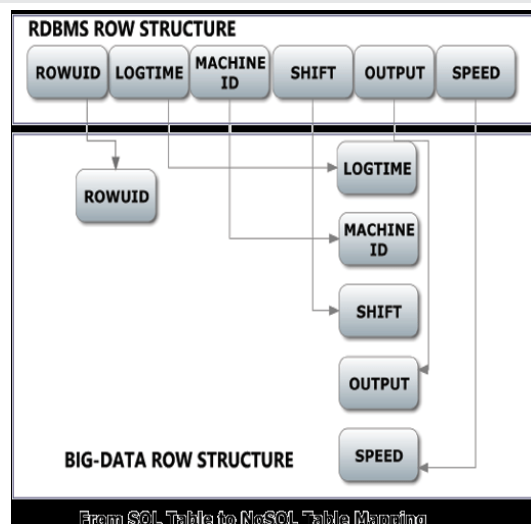 RDBMS ROW STRUCTURE
ROWUID LOGTIME MACHINE ID SHIFT OUTPUT SPEED
LOGTIME
ROWUID
MACHINE
ID
SHIFT
OUTPUT
SPEED
BIG-DATA ROW STRUCTURE
From SQL Table to NoSQL Table Mapping